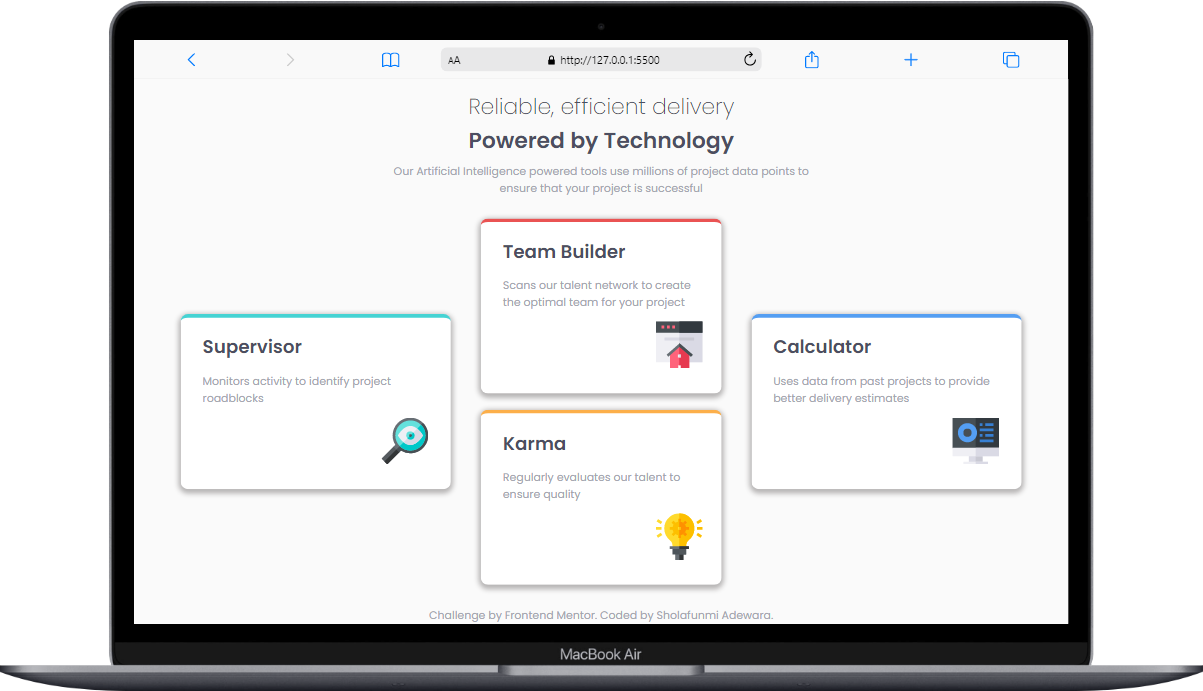 AA
http://127.0.0.1:5500
Reliable, efficient delivery
Powered by Technology
Our Artificial Intelligence powered tools use millions of project data points to
ensure that your project is successful
Team Builder
Scans our talent network to create
the optimal team for your project
Supervisor
Monitors activity to identify project
roadblocks
Calculator
Uses data from past projects to provide
better delivery estimates
Karma
Regularly evaluates our talent to
ensure quality
Challenge by Frontend Mentor. Coded by Sholafunmi Adewara.
MacBook Air